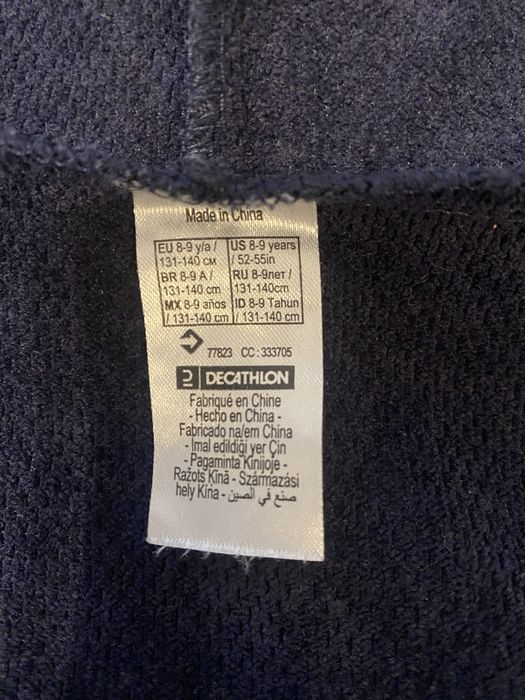 Made in China
EU 8-9 y/a /
131-140 см
US 8-9 years
/ 52-55in
BR 8-9 A /
131-140 cm
RU 8-9лет /
131-140cm
MX 8-9 años
/ 131-140 cm
ID 8-9 Tahun
/ 131-140 cm
77823 CC : 333705
DECATHLON
Fabriqué en Chine
- Hecho en China -
Fabricado na/em China
- İmal edildiği yer Çin
- Pagaminta Kinijoje -
Ražots Ķīnā - Származási
hely Kína - صنع في الصين